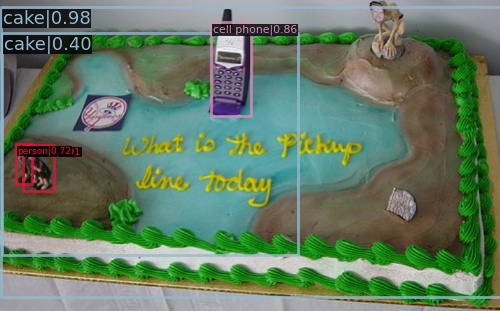 cake|0.98
cake|0.40
cell phone|0.86
person|0.72
What is the Pickup
line today